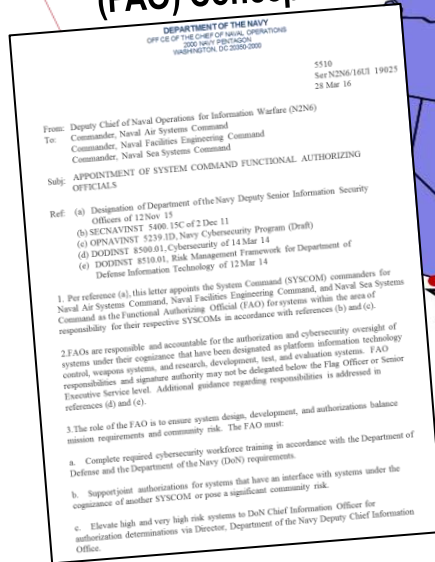 (FAO) Concep
DEPARTMENT OF THE NAVY
OFFICE OF THE CHIEF OF NAVAL OPERATIONS
2000 NAVY PENTAGON
WASHINGTON, DC 20350-2000
5510
Ser N2N6/16UI 19025
28 Mar 16
From: Deputy Chief of Naval Operations for Information Warfare (N2N6)
To: Commander, Naval Air Systems Command
Commander, Naval Facilities Engineering Command
Commander, Naval Sea Systems Command
Subj: APPOINTMENT OF SYSTEM COMMAND FUNCTIONAL AUTHORIZING
OFFICIALS
Ref: (a) Designation of Department of the Navy Deputy Senior Information Security
Officers of 12 Nov 15
(b) SECNAVINST 5400.15C of 2 Dec 11
(c) OPNAVINST 5239.1D, Navy Cybersecurity Program (Draft)
(d) DODINST 8500.01, Cybersecurity of 14 Mar 14
(e) DODINST 8510.01, Risk Management Framework for Department of
Defense Information Technology of 12 Mar 14
1. Per reference (a), this letter appoints the System Command (SYSCOM) commanders for
Naval Air Systems Command, Naval Facilities Engineering Command, and Naval Sea Systems
Command as the Functional Authorizing Official (FAO) for systems within the area of
responsibility for their respective SYSCOMs in accordance with references (b) and (c).
2.FAOs are responsible and accountable for the authorization and cybersecurity oversight of
systems under their cognizance that have been designated as platform information technology
control, weapons systems, and research, development, test, and evaluation systems. FAO
responsibilities and signature authority may not be delegated below the Flag Officer or Senior
Executive Service level. Additional guidance regarding responsibilities is addressed in
references (d) and (e).
3.The role of the FAO is to ensure system design, development, and authorizations balance
mission requirements and community risk. The FAO must:
a. Complete required cybersecurity workforce training in accordance with the Department of
Defense and the Department of the Navy (DoN) requirements.
b. Support joint authorizations for systems that have an interface with systems under the
cognizance of another SYSCOM or pose a significant community risk.
c. Elevate high and very high risk systems to DoN Chief Information Officer for
authorization determinations via Director, Department of the Navy Deputy Chief Information
Office.